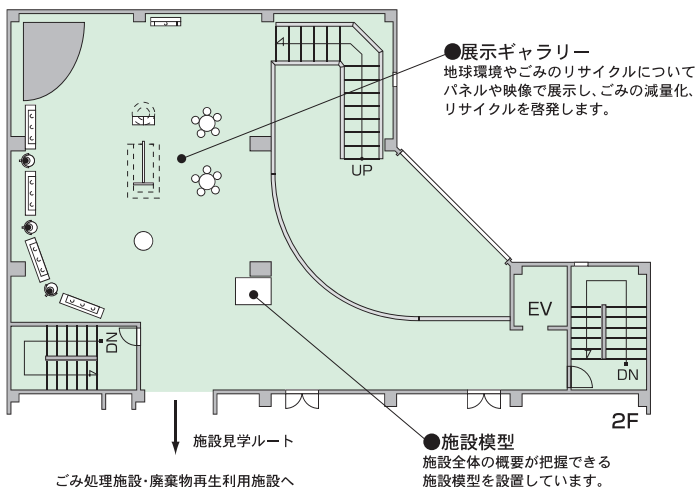 ●展示ギャラリー
地球環境やごみのリサイクルについて
パネルや映像で展示し、ごみの減量化、
リサイクルを啓発します。
UP
EV
DN
DN
2F
施設見学ルート
ごみ処理施設・廃棄物再生利用施設へ
●施設模型
施設全体の概要が把握できる
施設模型を設置しています。